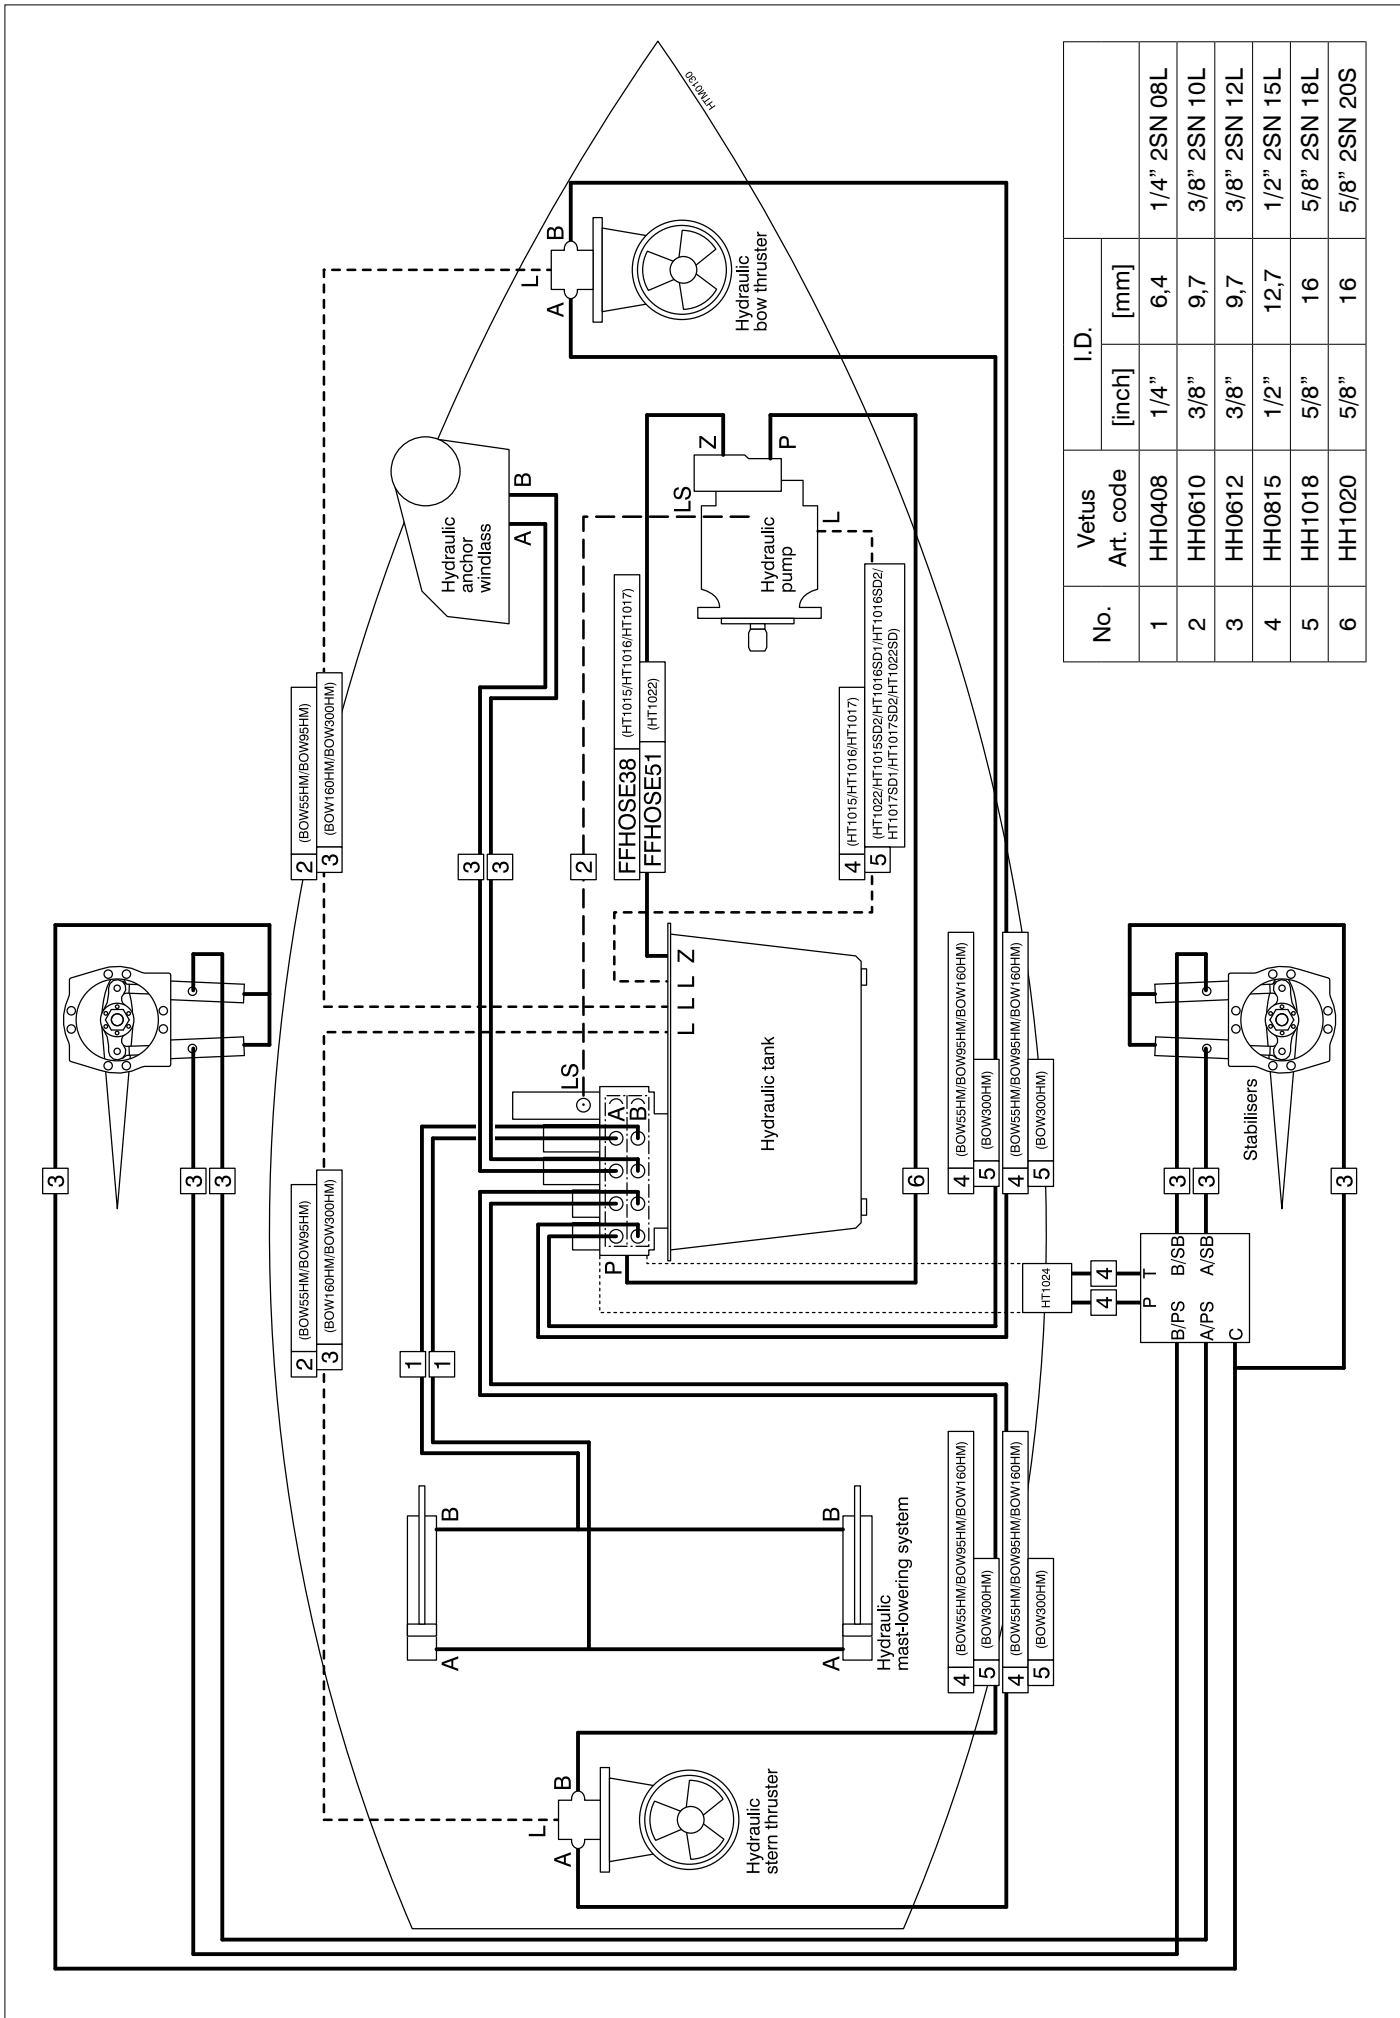 HTM0130
L
A
B
Hydraulic
bow thruster
Hydraulic
anchor
windlass
A
B
LS
Z
P
L
Hydraulic
pump
2
(BOW55HM/BOW95HM)
3
(BOW160HM/BOW300HM)
3
3
2
FFHOSE38
(HT1015/HT1016/HT1017)
FFHOSE51
(HT1022)
4
(HT1015/HT1016/HT1017)
5
(HT1022/HT1015SD2/HT1016SD1/HT1016SD2/
HT1017SD1/HT1017SD2/HT1022SD)
LS
L
L
L
Z
A
B
P
Hydraulic tank
6
4
(BOW55HM/BOW95HM/BOW160HM)
5
(BOW300HM)
4
(BOW55HM/BOW95HM/BOW160HM)
5
(BOW300HM)
2
(BOW55HM/BOW95HM)
3
(BOW160HM/BOW300HM)
1
1
A
B
A
B
Hydraulic
mast-lowering system
4
(BOW55HM/BOW95HM/BOW160HM)
5
(BOW300HM)
4
(BOW55HM/BOW95HM/BOW160HM)
5
(BOW300HM)
L
A
B
Hydraulic
stern thruster
3
3
3
HT1024
4
4
P
T
B/PS
B/SB
A/PS
A/SB
C
3
3
3
Stabilisers
No.
Vetus
Art. code
I.D.
[inch]
[mm]
1 HH0408 1/4” 6,4 1/4” 2SN 08L
2 HH0610 3/8” 9,7 3/8” 2SN 10L
3 HH0612 3/8” 9,7 3/8” 2SN 12L
4 HH0815 1/2” 12,7 1/2” 2SN 15L
5 HH1018 5/8” 16 5/8” 2SN 18L
6 HH1020 5/8” 16 5/8” 2SN 20S